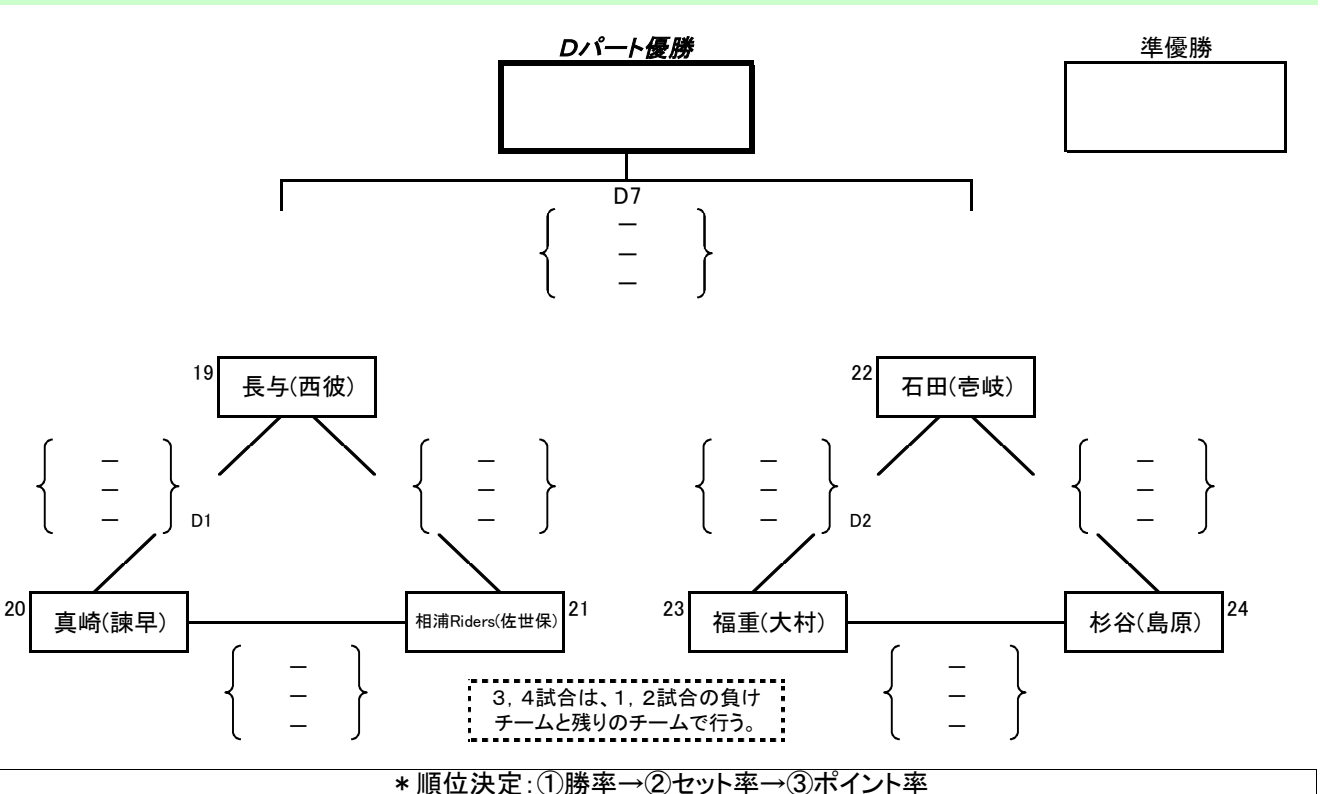 Dパート優勝
準優勝
D7
－
－
－
19
長与(西彼)
22
石田(壱岐)
－
－
－
D1
－
－
－
－
－
－
D2
－
－
－
20
真崎(諫早)
相浦Riders(佐世保)
21
23
福重(大村)
杉谷(島原)
24
－
－
－
3，4試合は、1，2試合の負け
チームと残りのチームで行う。
－
－
－
＊順位決定：①勝率→②セット率→③ポイント率